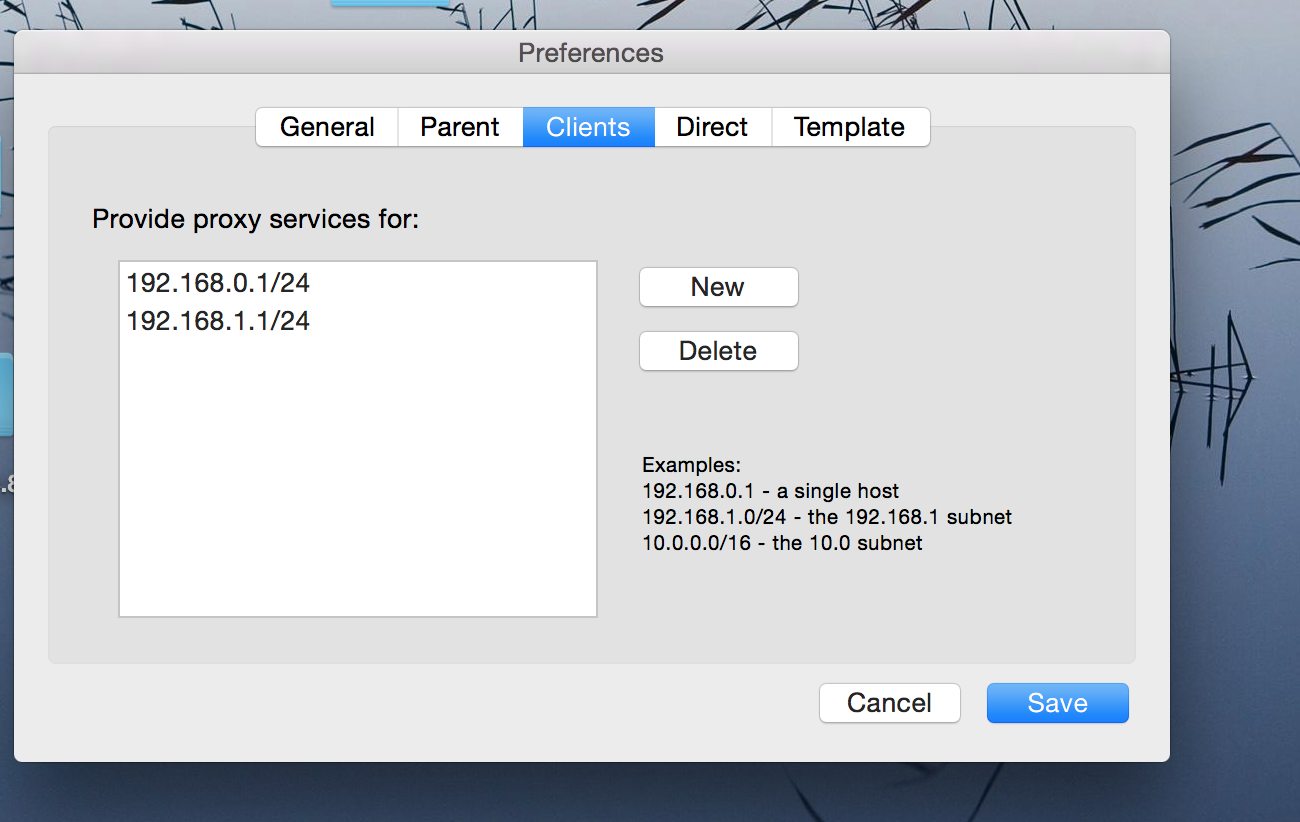 Preferences
General Parent Clients Direct Template
Provide proxy services for:
192.168.0.1/24
192.168.1.1/24
New
Delete
Examples:
192.168.0.1 - a single host
192.168.1.0/24 - the 192.168.1 subnet
10.0.0.0/16 - the 10.0 subnet
Cancel Save